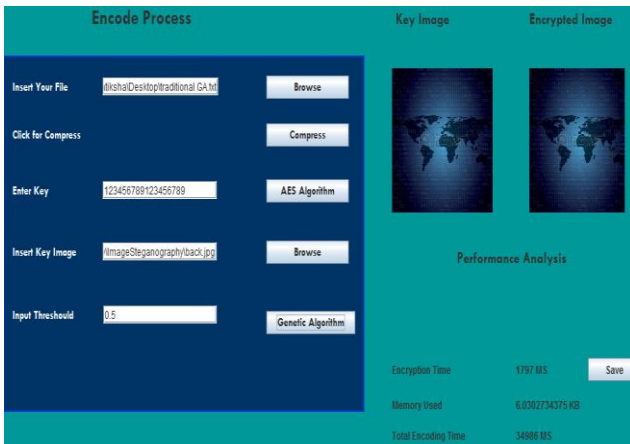 Encode Process
Key Image
Encrypted Image
Insert Your File
\tiksha\Desktop\traditional GA.txt
Browse
Click for Compress
Compress
Enter Key
123456789123456789
AES Algorithm
Insert Key Image
\ImageSteganography\back.jpg
Browse
Performance Analysis
Input Threshould
0.5
Genetic Algorithm
Encryption Time
1797 MS
Save
Memory Used
6.0302734375 KB
Total Encoding Time
34986 MS